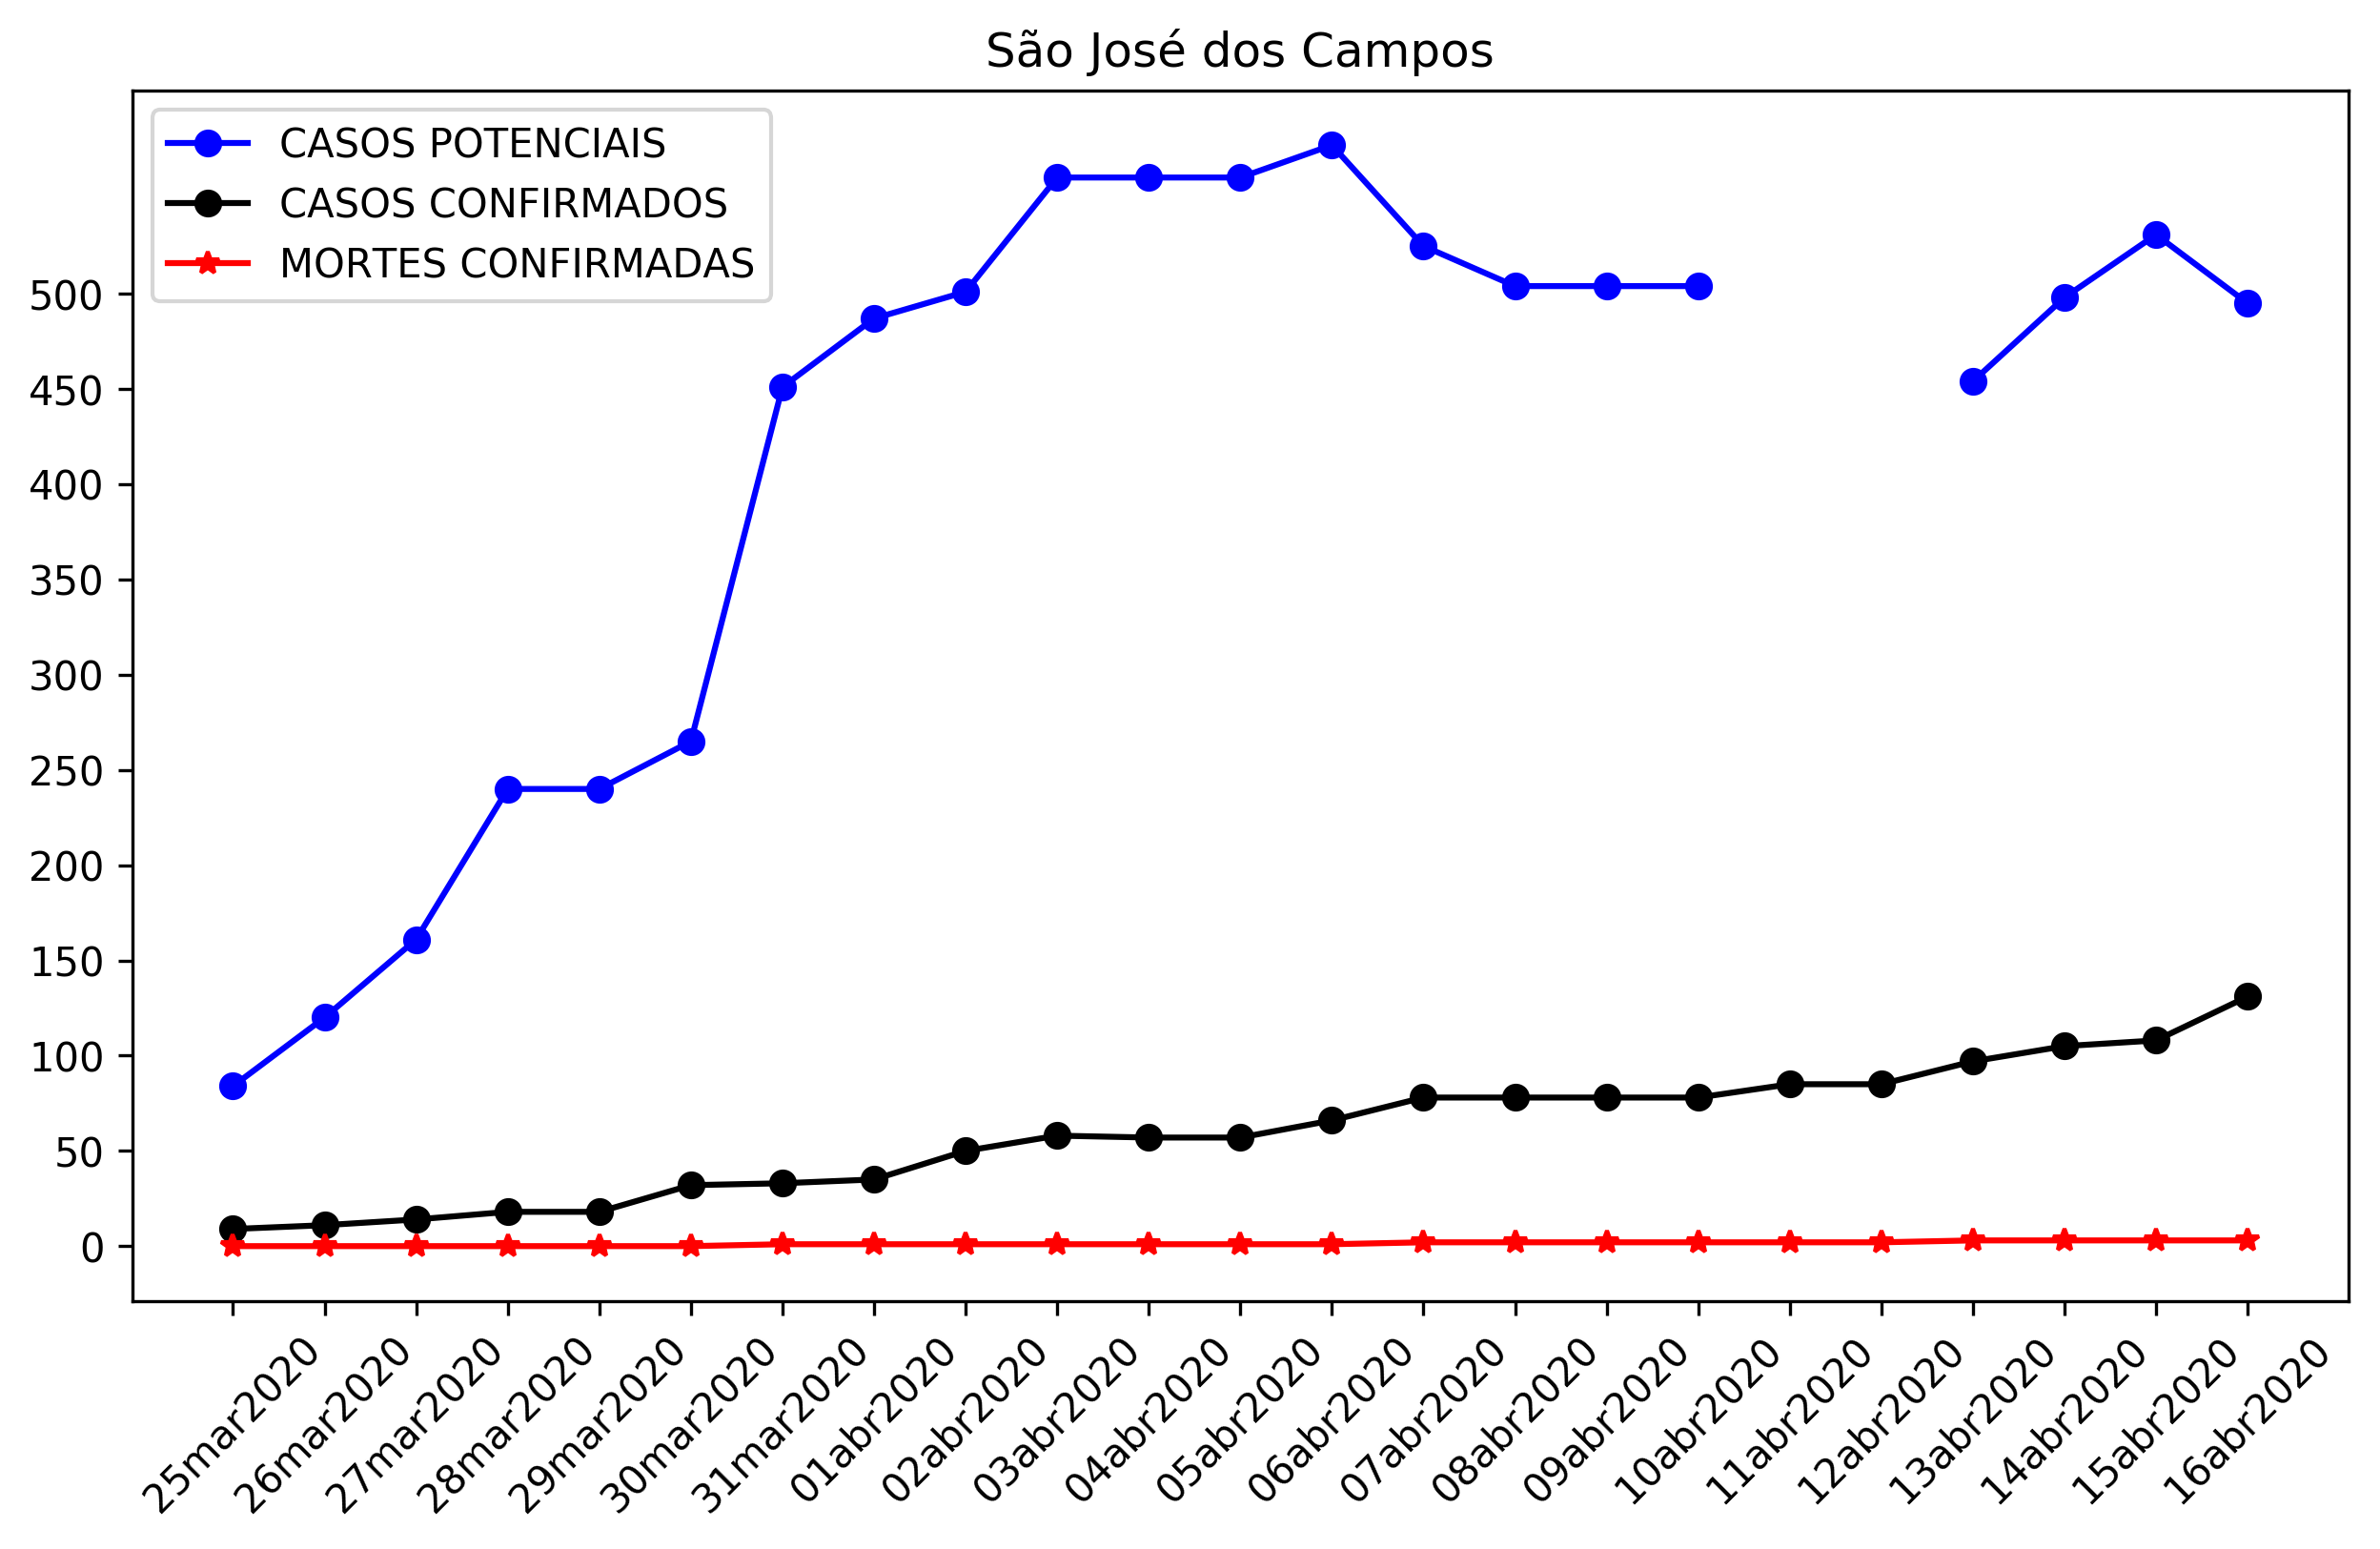 São José dos Campos
CASOS POTENCIAIS
CASOS CONFIRMADOS
MORTES CONFIRMADAS
500
450
400
350
300
250
200
150
100
50
0
25mar2020
26mar2020
27mar2020
28mar2020
29mar2020
30mar2020
31mar2020
01abr2020
02abr2020
03abr2020
04abr2020
05abr2020
06abr2020
07abr2020
08abr2020
09abr2020
10abr2020
11abr2020
12abr2020
13abr2020
14abr2020
15abr2020
16abr2020